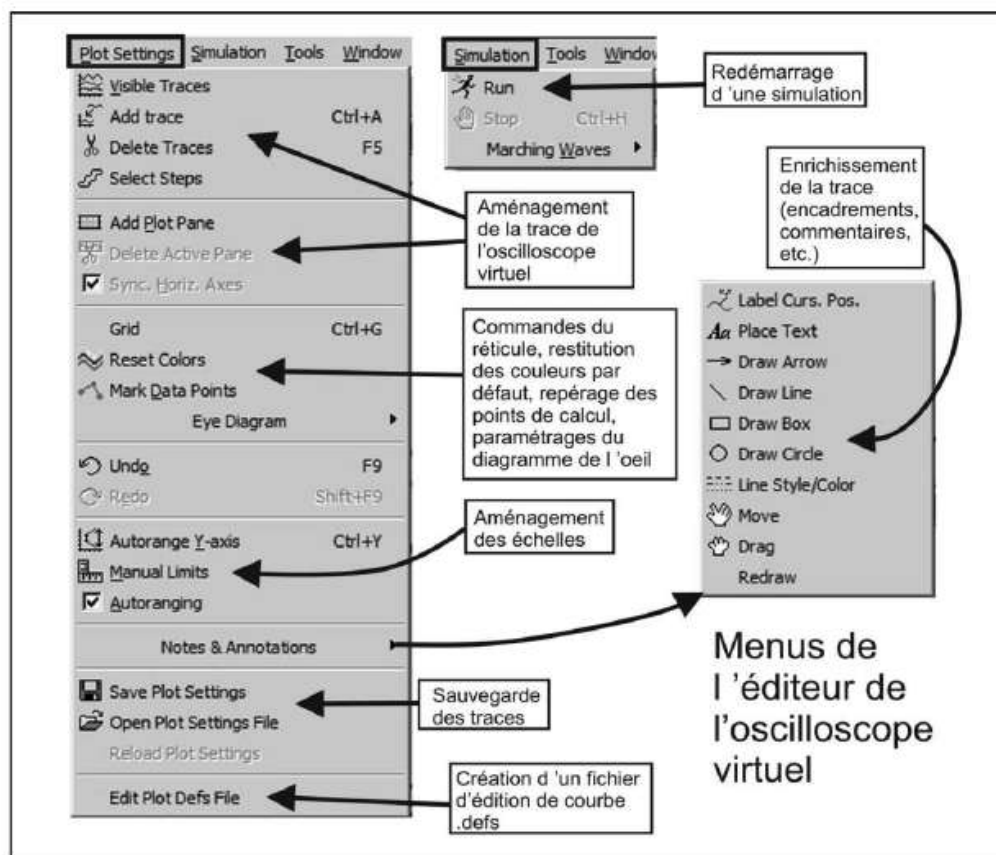 Plot Settings Simulation Tools Window
Visible Traces
Add trace Ctrl+A
Delete Traces F5
Select Steps
Add Plot Pane
Delete Active Pane
Sync. Horiz. Axes
Grid Ctrl+G
Reset Colors
Mark Data Points
Eye Diagram
Undo F9
Redo Shift+F9
Autorange Y-axis Ctrl+Y
Manual Limits
Autoranging
Notes & Annotations
Save Plot Settings
Open Plot Settings File
Reload Plot Settings
Edit Plot Defs File
Simulation Tools Windov
Run
Stop Ctrl+H
Marching Waves
Redémarrage
d 'une simulation
Aménagement
de la trace de
l'oscilloscope
virtuel
Commandes du
réticule, restitution
des couleurs par
défaut, repérage des
points de calcul,
paramétrages du
diagramme de l 'oeil
Aménagement
des échelles
Sauvegarde
des traces
Création d 'un fichier
d'édition de courbe
.defs
Enrichissement
de la trace
(encadrements,
commentaires,
etc.)
Label Curs. Pos.
Aa Place Text
Draw Arrow
Draw Line
Draw Box
Draw Circle
Line Style/Color
Move
Drag
Redraw
Menus de
l 'éditeur de
l'oscilloscope
virtuel